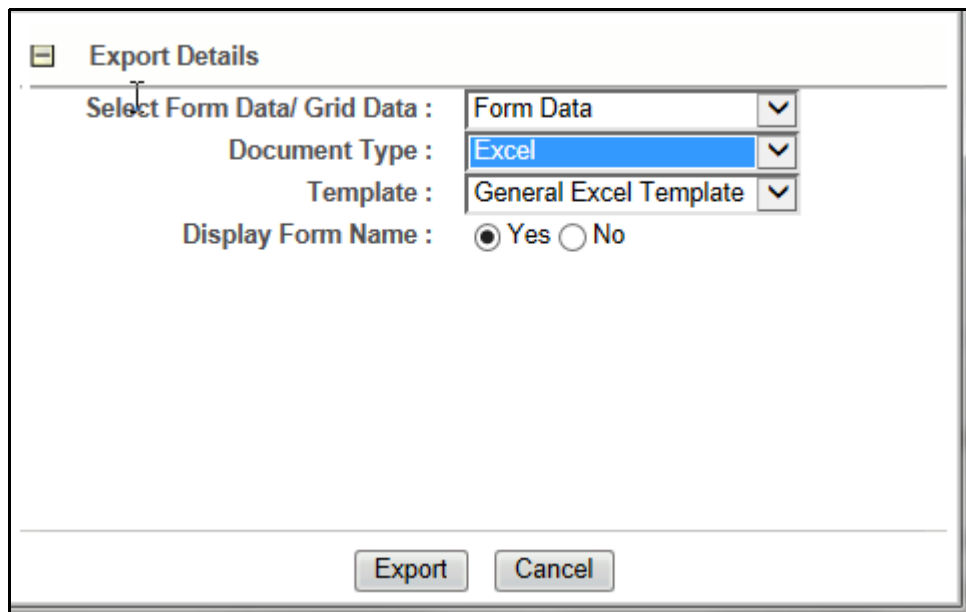 Export Details
Select Form Data/ Grid Data : Form Data
Document Type : Excel
Template : General Excel Template
Display Form Name : Yes No
Export Cancel